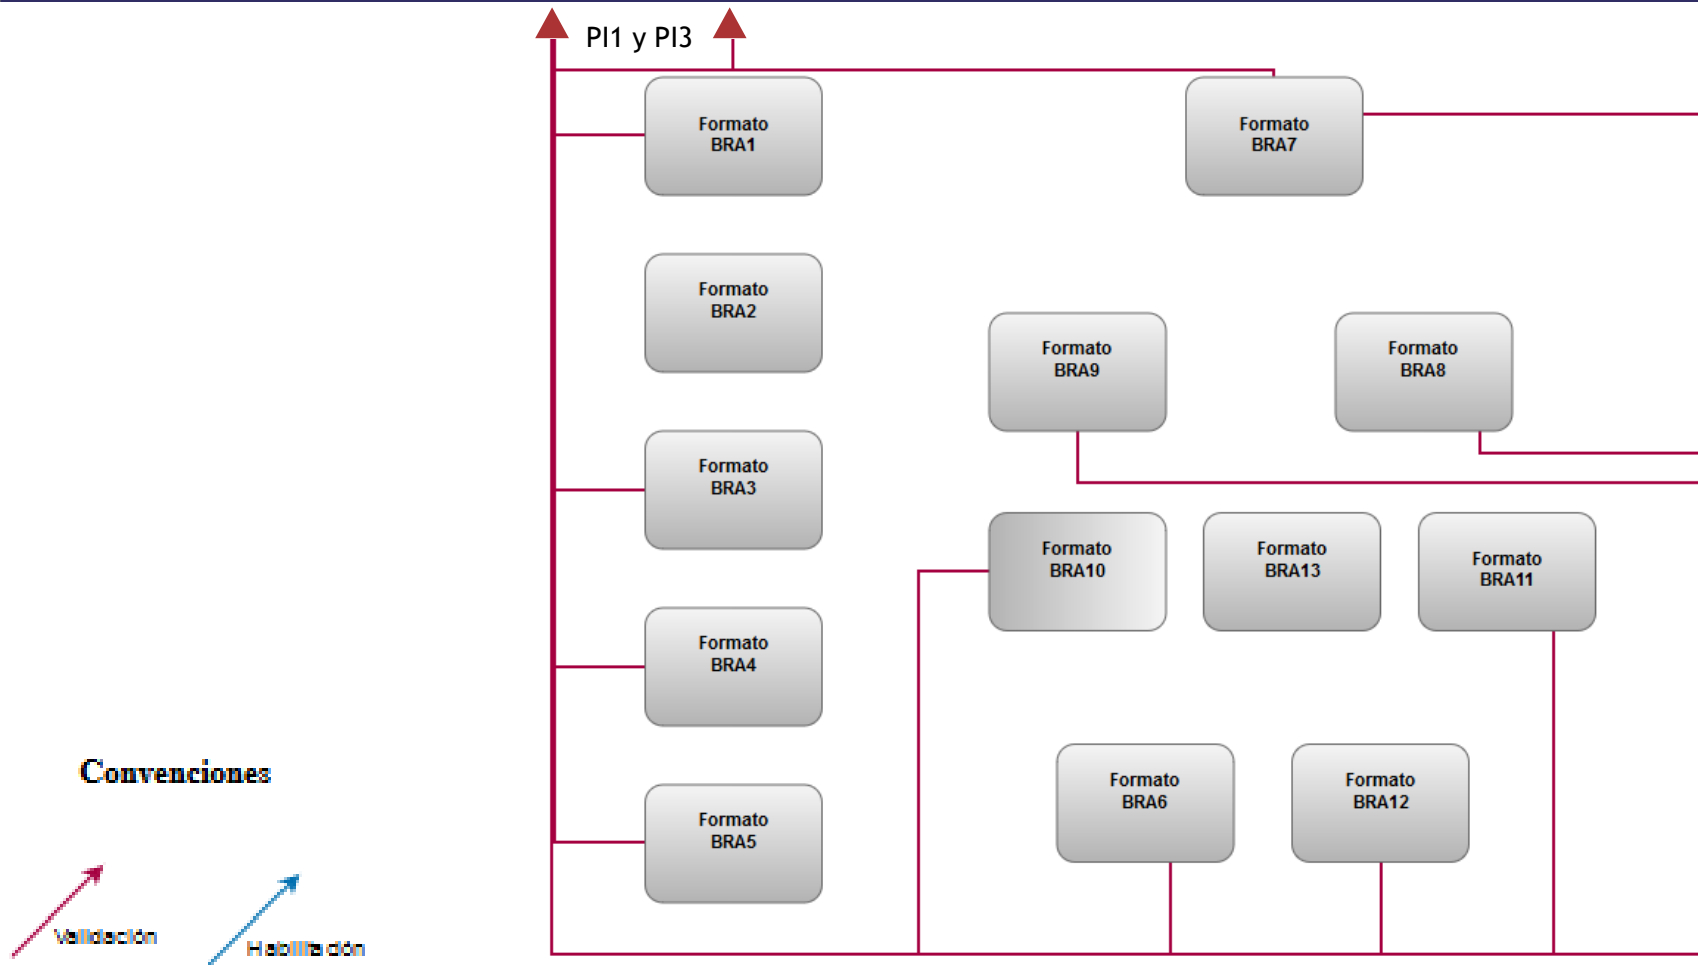 PI1 y PI3
Formato
BRA1
Formato
BRA7
Formato
BRA2
Formato
BRA9
Formato
BRA8
Formato
BRA3
Formato
BRA10
Formato
BRA13
Formato
BRA11
Formato
BRA4
Formato
BRA6
Formato
BRA12
Formato
BRA5
Convenciones
Validación
Habilitación